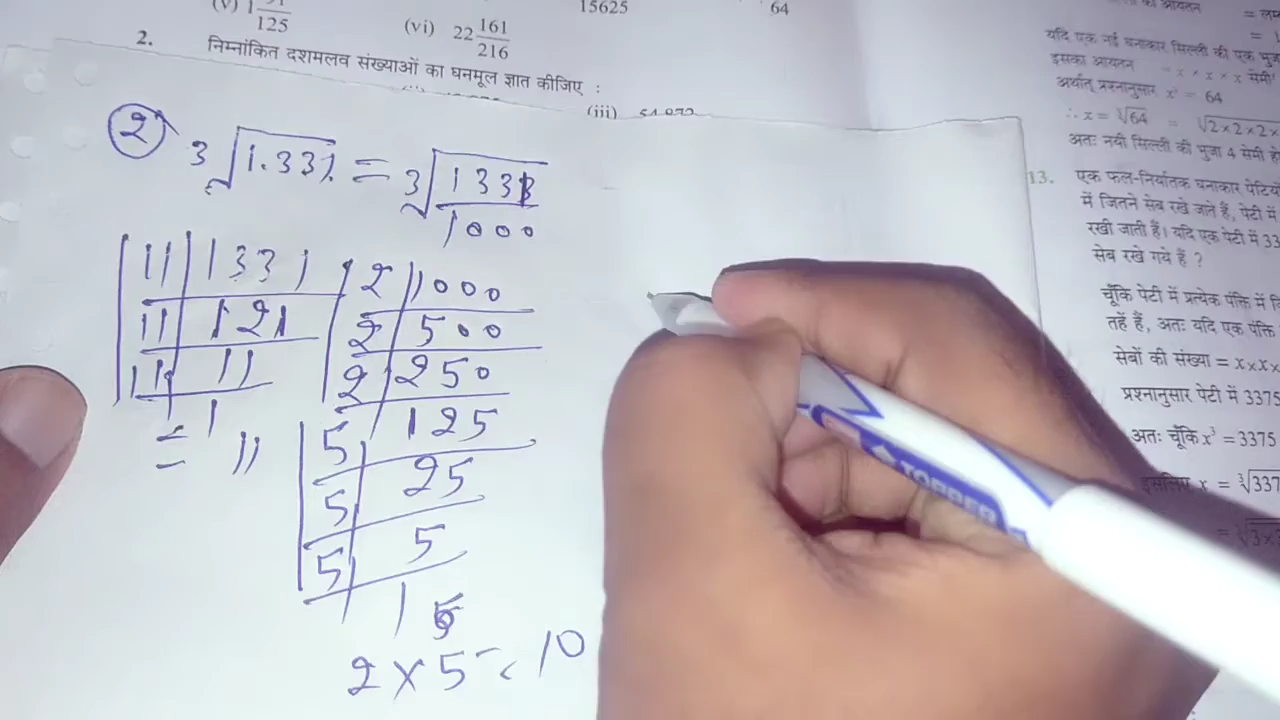 125
(vi) 22 161/216
15625
64
2. निम्नांकित दशमलव संख्याओं का घनमूल ज्ञात कीजिए :
(iii)
2 ∛1.331 = ∛1331/1000
11 | 1331
11 | 121
11 | 11
1
= 11
2 | 1000
2 | 500
2 | 250
5 | 125
5 | 25
5 | 5
1
2 × 5 = 10
TOPPER
यदि एक नई घनाकार सिल्ली की एक भुजा
इसका आयतन = x × x × x सेमी³
अर्थात् प्रश्नानुसार x³ = 64
∴ x = ∛64 = ∛2×2×2×
अतः नयी सिल्ली की भुजा 4 सेमी हो
13. एक फल-निर्यातक घनाकार पेटियों
में जितने सेब रखे जाते हैं, पेटी में
रखी जाती हैं। यदि एक पेटी में 33
सेब रखे गये हैं ?
चूँकि पेटी में प्रत्येक पंक्ति में
तहें हैं, अतः यदि एक पंक्ति
सेबों की संख्या = x×x×
प्रश्नानुसार पेटी में 3375
अतः चूँकि x³ = 3375
इसलिए x = ∛337
= ∛3×3